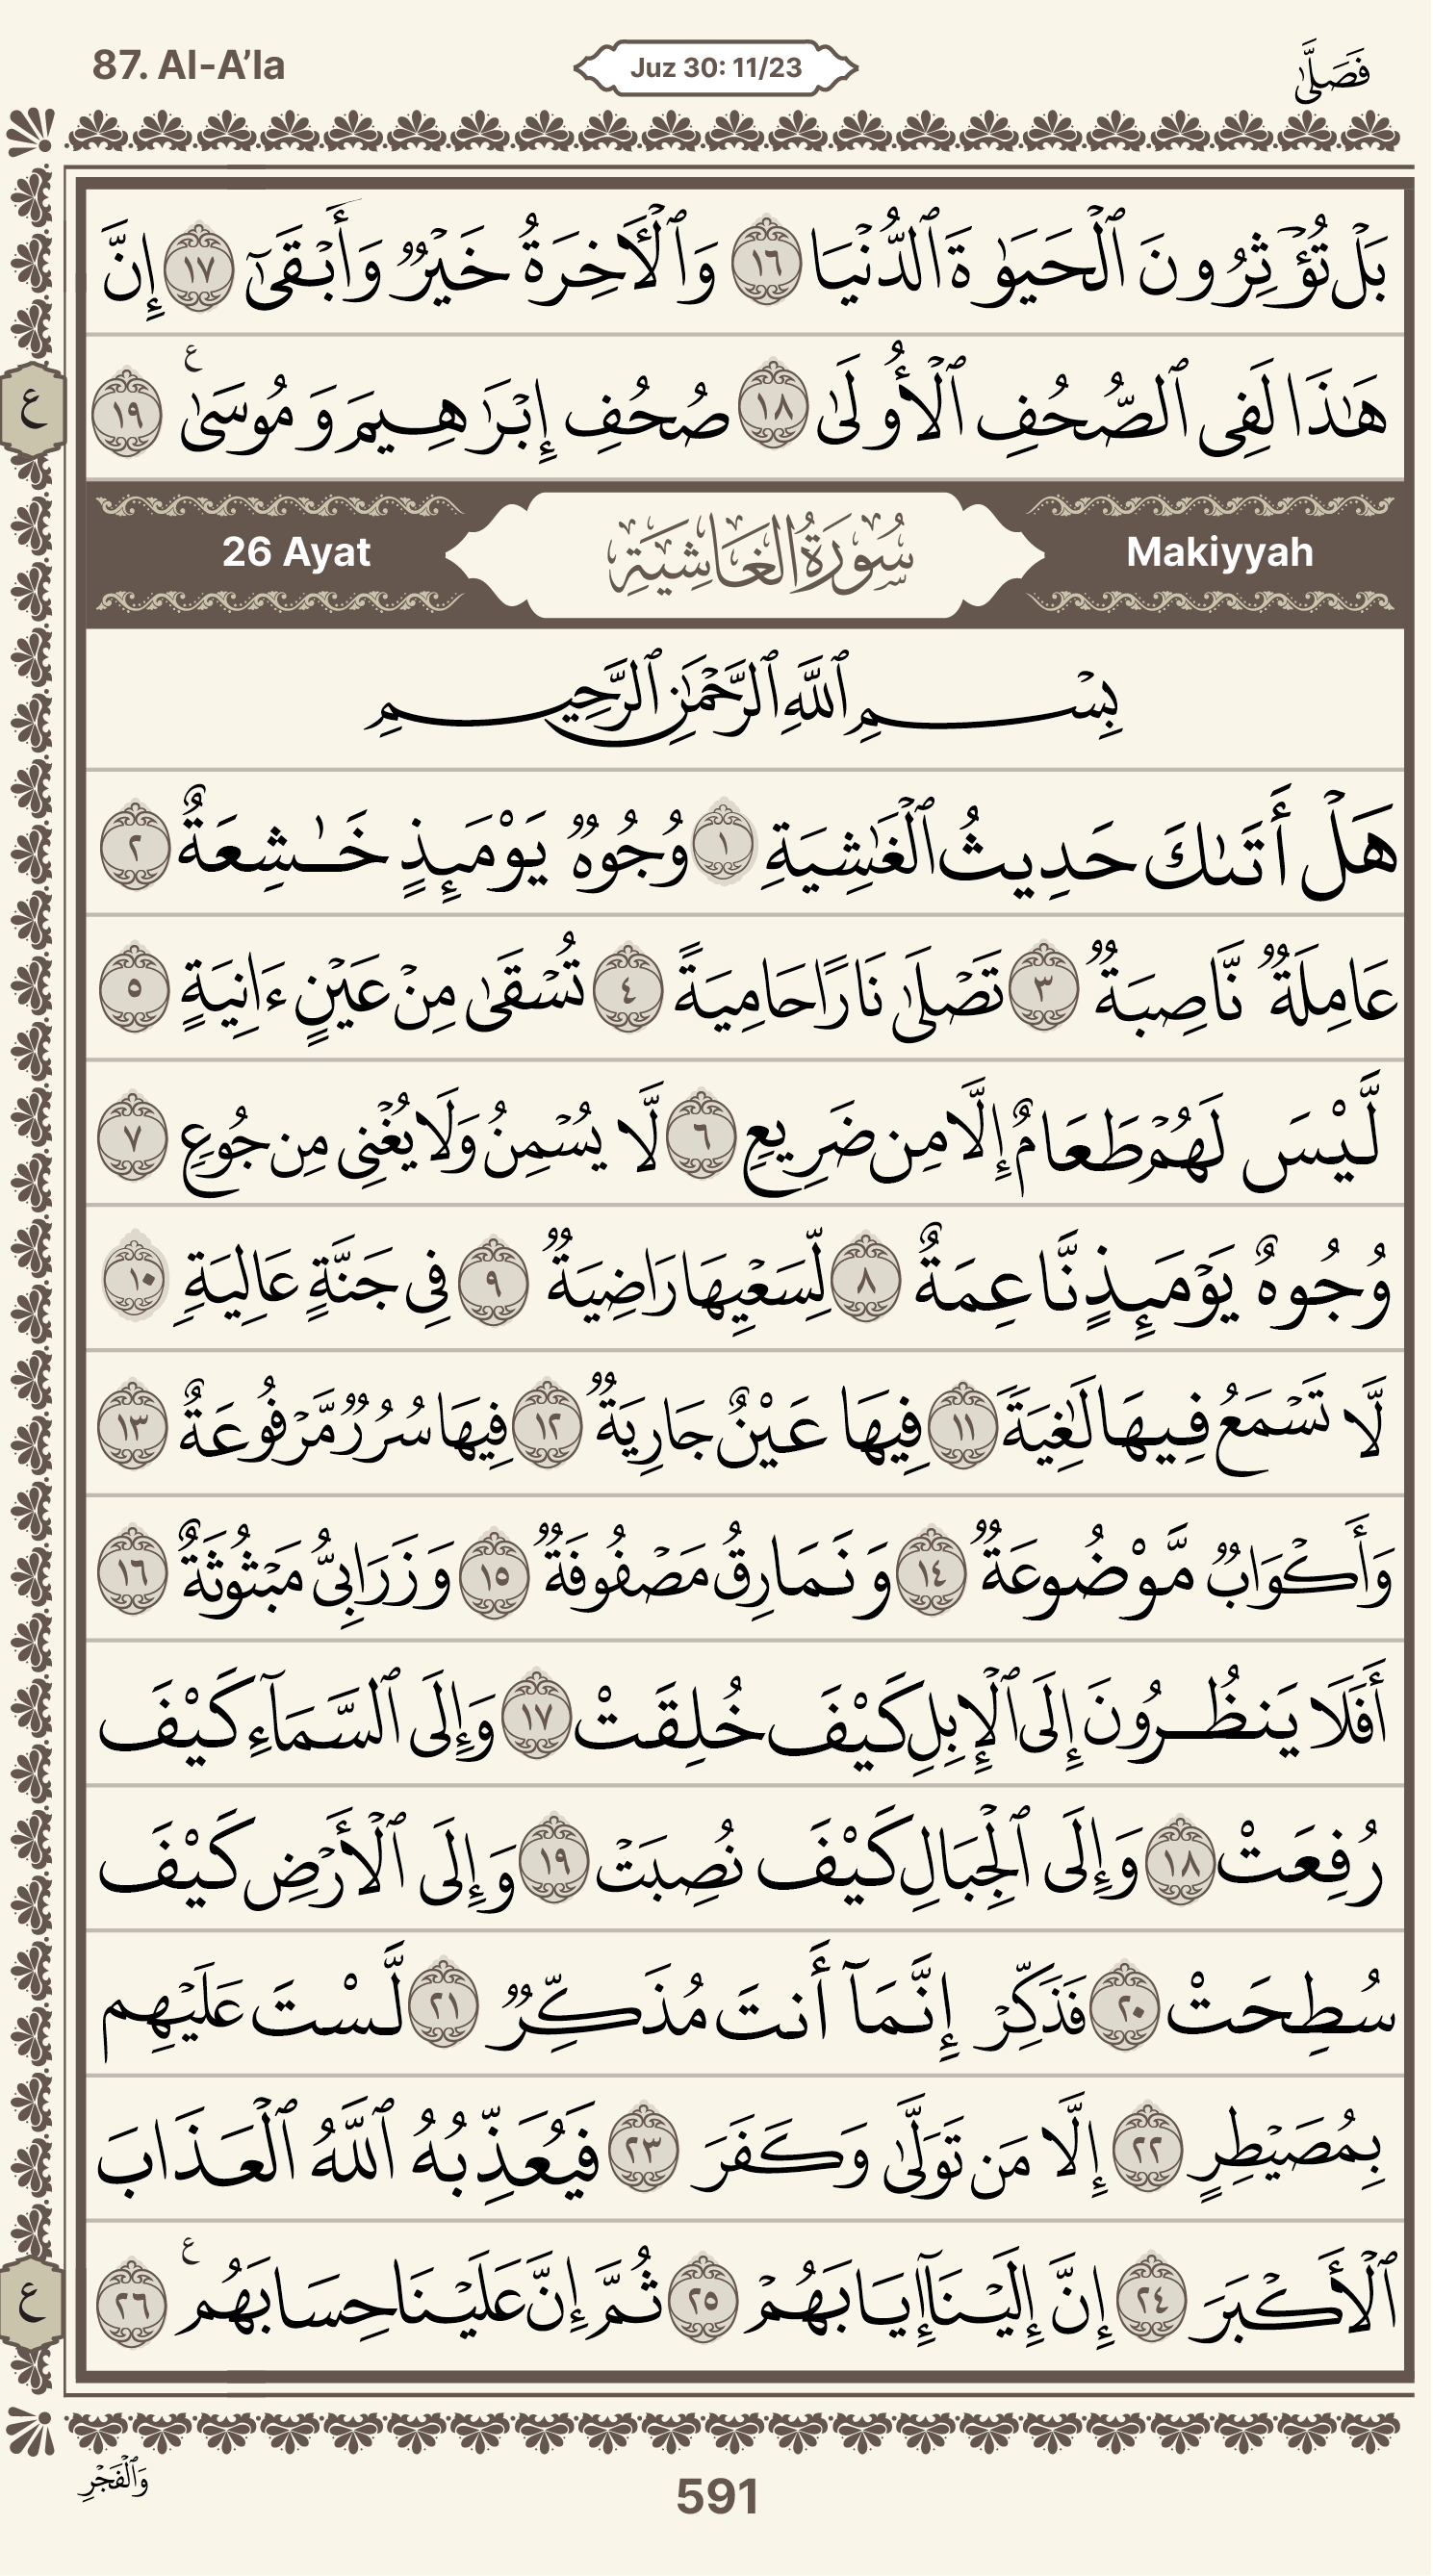 87. Al-A’la
Juz 30: 11/23
فَصَلَّىٰ
بَلْ تُؤْثِرُونَ ٱلْحَيَوٰةَ ٱلدُّنْيَا ١٦ وَٱلْـَٔاخِرَةُ خَيْرٌ وَأَبْقَىٰٓ ١٧ إِنَّ
هَـٰذَا لَفِى ٱلصُّحُفِ ٱلْأُولَىٰ ١٨ صُحُفِ إِبْرَٰهِيمَ وَمُوسَىٰ ١٩ ع
ع
26 Ayat
سُورَةُ الغَاشِيَةِ
Makiyyah
بِسْمِ ٱللَّهِ ٱلرَّحْمَـٰنِ ٱلرَّحِيمِ
هَلْ أَتَىٰكَ حَدِيثُ ٱلْغَـٰشِيَةِ ١ وُجُوهٌ يَوْمَئِذٍ خَـٰشِعَةٌ ٢
عَامِلَةٌ نَّاصِبَةٌ ٣ تَصْلَىٰ نَارًا حَامِيَةً ٤ تُسْقَىٰ مِنْ عَيْنٍ ءَانِيَةٍ ٥
لَّيْسَ لَهُمْ طَعَامٌ إِلَّا مِن ضَرِيعٍ ٦ لَّا يُسْمِنُ وَلَا يُغْنِى مِن جُوعٍ ٧
وُجُوهٌ يَوْمَئِذٍ نَّاعِمَةٌ ٨ لِّسَعْيِهَا رَاضِيَةٌ ٩ فِى جَنَّةٍ عَالِيَةٍ ١٠
لَّا تَسْمَعُ فِيهَا لَـٰغِيَةً ١١ فِيهَا عَيْنٌ جَارِيَةٌ ١٢ فِيهَا سُرُرٌ مَّرْفُوعَةٌ ١٣
وَأَكْوَابٌ مَّوْضُوعَةٌ ١٤ وَنَمَارِقُ مَصْفُوفَةٌ ١٥ وَزَرَابِىُّ مَبْثُوثَةٌ ١٦
أَفَلَا يَنظُرُونَ إِلَى ٱلْإِبِلِ كَيْفَ خُلِقَتْ ١٧ وَإِلَى ٱلسَّمَآءِ كَيْفَ
رُفِعَتْ ١٨ وَإِلَى ٱلْجِبَالِ كَيْفَ نُصِبَتْ ١٩ وَإِلَى ٱلْأَرْضِ كَيْفَ
سُطِحَتْ ٢٠ فَذَكِّرْ إِنَّمَآ أَنتَ مُذَكِّرٌ ٢١ لَّسْتَ عَلَيْهِم
بِمُصَيْطِرٍ ٢٢ إِلَّا مَن تَوَلَّىٰ وَكَفَرَ ٢٣ فَيُعَذِّبُهُ ٱللَّهُ ٱلْعَذَابَ
ٱلْأَكْبَرَ ٢٤ إِنَّ إِلَيْنَآ إِيَابَهُمْ ٢٥ ثُمَّ إِنَّ عَلَيْنَا حِسَابَهُم ٢٦ ع
ع
وَٱلْفَجْرِ
591